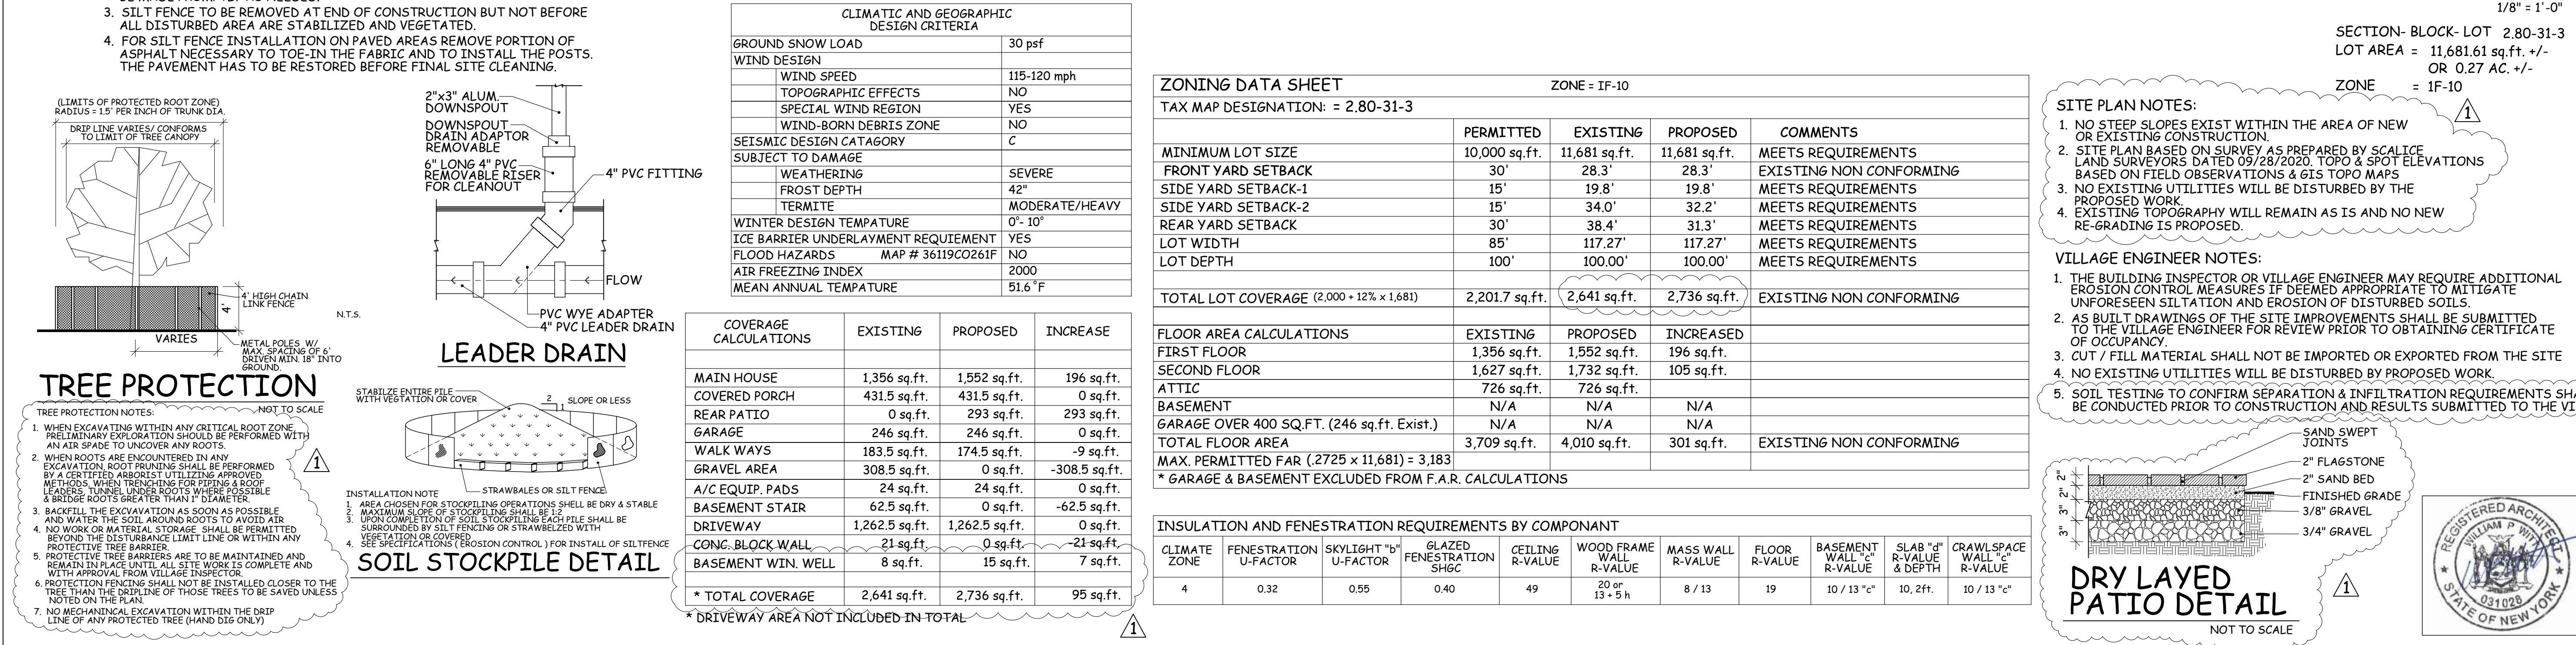 3. SILT FENCE TO BE REMOVED AT END OF CONSTRUCTION BUT NOT BEFORE
ALL DISTURBED AREA ARE STABILIZED AND VEGETATED.
4. FOR SILT FENCE INSTALLATION ON PAVED AREAS REMOVE PORTION OF
ASPHALT NECESSARY TO TOE-IN THE FABRIC AND TO INSTALL THE POSTS.
THE PAVEMENT HAS TO BE RESTORED BEFORE FINAL SITE CLEANING.
(LIMITS OF PROTECTED ROOT ZONE)
RADIUS = 1.5' PER INCH OF TRUNK DIA.
DRIP LINE VARIES/ CONFORMS
TO LIMIT OF TREE CANOPY
4' HIGH CHAIN
LINK FENCE
4'
N.T.S.
VARIES
METAL POLES W/
MAX. SPACING OF 6'
DRIVEN MIN. 18" INTO
GROUND.
TREE PROTECTION
NOT TO SCALE
TREE PROTECTION NOTES:
1. WHEN EXCAVATING WITHIN ANY CRITICAL ROOT ZONE
PRELIMINARY EXPLORATION SHOULD BE PERFORMED WITH
AN AIR SPADE TO UNCOVER ANY ROOTS.
2. WHEN ROOTS ARE ENCOUNTERED IN ANY
EXCAVATION, ROOT PRUNING SHALL BE PERFORMED
BY A CERTIFIED ARBORIST UTILIZING APPROVED
METHODS. WHEN TRENCHING FOR PIPING & ROOF
LEADERS, TUNNEL UNDER ROOTS WHERE POSSIBLE
& BRIDGE ROOTS GREATER THAN 1" DIAMETER.
3. BACKFILL THE EXCVAVATION AS SOON AS POSSIBLE
AND WATER THE SOIL AROUND ROOTS TO AVOID AIR
4. NO WORK OR MATERIAL STORAGE SHALL BE PERMITTED
BEYOND THE DISTURBANCE LIMIT LINE OR WITHIN ANY
PROTECTIVE TREE BARRIER.
5. PROTECTIVE TREE BARRIERS ARE TO BE MAINTAINED AND
REMAIN IN PLACE UNTIL ALL SITE WORK IS COMPLETE AND
WITH APPROVAL FROM VILLAGE INSPECTOR.
6. PROTECTION FENCING SHALL NOT BE INSTALLED CLOSER TO THE
TREE THAN THE DRIPLINE OF THOSE TREES TO BE SAVED UNLESS
NOTED ON THE PLAN.
7. NO MECHANINCAL EXCAVATION WITHIN THE DRIP
LINE OF ANY PROTECTED TREE (HAND DIG ONLY)
1
2"x3" ALUM.
DOWNSPOUT
DOWNSPOUT
DRAIN ADAPTOR
REMOVABLE
6" LONG 4" PVC
REMOVABLE RISER
FOR CLEANOUT
4" PVC FITTING
FLOW
PVC WYE ADAPTER
4" PVC LEADER DRAIN
LEADER DRAIN
STABILZE ENTIRE PILE
WITH VEGTATION OR COVER
2
1
SLOPE OR LESS
STRAWBALES OR SILT FENCE
INSTALLATION NOTE
1. AREA CHOSEN FOR STOCKPILING OPERATIONS SHALL BE DRY & STABLE
2. MAXIMUM SLOPE OF STOCKPILING SHALL BE 1:2
3. UPON COMPLETION OF SOIL STOCKPILING EACH PILE SHALL BE
SURROUNDED BY SILT FENCING OR STRAWBELZED WITH
VEGETATION OR COVERED
4. SEE SPECIFICATIONS ( EROSION CONTROL ) FOR INSTALL OF SILTFENCE
SOIL STOCKPILE DETAIL
CLIMATIC AND GEOGRAPHIC
DESIGN CRITERIA
GROUND SNOW LOAD 30 psf
WIND DESIGN
WIND SPEED 115-120 mph
TOPOGRAPHIC EFFECTS NO
SPECIAL WIND REGION YES
WIND-BORN DEBRIS ZONE NO
SEISMIC DESIGN CATAGORY C
SUBJECT TO DAMAGE
WEATHERING SEVERE
FROST DEPTH 42"
TERMITE MODERATE/HEAVY
WINTER DESIGN TEMPATURE 0°- 10°
ICE BARRIER UNDERLAYMENT REQUIEMENT YES
FLOOD HAZARDS MAP # 36119CO261F NO
AIR FREEZING INDEX 2000
MEAN ANNUAL TEMPATURE 51.6 °F
COVERAGE
CALCULATIONS EXISTING PROPOSED INCREASE
MAIN HOUSE 1,356 sq.ft. 1,552 sq.ft. 196 sq.ft.
COVERED PORCH 431.5 sq.ft. 431.5 sq.ft. 0 sq.ft.
REAR PATIO 0 sq.ft. 293 sq.ft. 293 sq.ft.
GARAGE 246 sq.ft. 246 sq.ft. 0 sq.ft.
WALK WAYS 183.5 sq.ft. 174.5 sq.ft. -9 sq.ft.
GRAVEL AREA 308.5 sq.ft. 0 sq.ft. -308.5 sq.ft.
A/C EQUIP. PADS 24 sq.ft. 24 sq.ft. 0 sq.ft.
BASEMENT STAIR 62.5 sq.ft. 0 sq.ft. -62.5 sq.ft.
DRIVEWAY 1,262.5 sq.ft. 1,262.5 sq.ft. 0 sq.ft.
CONC. BLOCK WALL 21 sq.ft. 0 sq.ft. -21 sq.ft.
BASEMENT WIN. WELL 8 sq.ft. 15 sq.ft. 7 sq.ft.
* TOTAL COVERAGE 2,641 sq.ft. 2,736 sq.ft. 95 sq.ft.
* DRIVEWAY AREA NOT INCLUDED IN TOTAL
1
ZONING DATA SHEET ZONE = IF-10
TAX MAP DESIGNATION: = 2.80-31-3
PERMITTED EXISTING PROPOSED COMMENTS
MINIMUM LOT SIZE 10,000 sq.ft. 11,681 sq.ft. 11,681 sq.ft. MEETS REQUIREMENTS
FRONT YARD SETBACK 30' 28.3' 28.3' EXISTING NON CONFORMING
SIDE YARD SETBACK-1 15' 19.8' 19.8' MEETS REQUIREMENTS
SIDE YARD SETBACK-2 15' 34.0' 32.2' MEETS REQUIREMENTS
REAR YARD SETBACK 30' 38.4' 31.3' MEETS REQUIREMENTS
LOT WIDTH 85' 117.27' 117.27' MEETS REQUIREMENTS
LOT DEPTH 100' 100.00' 100.00' MEETS REQUIREMENTS
TOTAL LOT COVERAGE (2,000 + 12% x 1,681) 2,201.7 sq.ft. 2,641 sq.ft. 2,736 sq.ft. EXISTING NON CONFORMING
FLOOR AREA CALCULATIONS EXISTING PROPOSED INCREASED
FIRST FLOOR 1,356 sq.ft. 1,552 sq.ft. 196 sq.ft.
SECOND FLOOR 1,627 sq.ft. 1,732 sq.ft. 105 sq.ft.
ATTIC 726 sq.ft. 726 sq.ft.
BASEMENT N/A N/A N/A
GARAGE OVER 400 SQ.FT. (246 sq.ft. Exist.) N/A N/A N/A
TOTAL FLOOR AREA 3,709 sq.ft. 4,010 sq.ft. 301 sq.ft. EXISTING NON CONFORMING
MAX. PERMITTED FAR (.2725 x 11,681) = 3,183
* GARAGE & BASEMENT EXCLUDED FROM F.A.R. CALCULATIONS
INSULATION AND FENESTRATION REQUIREMENTS BY COMPONANT
CLIMATE
ZONE
FENESTRATION
U-FACTOR
SKYLIGHT "b"
U-FACTOR
GLAZED
FENESTRATION
SHGC
CEILING
R-VALUE
WOOD FRAME
WALL
R-VALUE
MASS WALL
R-VALUE
FLOOR
R-VALUE
BASEMENT
WALL "c"
R-VALUE
SLAB "d"
R-VALUE
& DEPTH
CRAWLSPACE
WALL "c"
R-VALUE
4 0.32 0.55 0.40 49 20 or
13 + 5 h 8 / 13 19 10 / 13 "c" 10, 2ft. 10 / 13 "c"
1/8" = 1'-0"
SECTION- BLOCK- LOT 2.80-31-3
LOT AREA = 11,681.61 sq.ft. +/-
OR 0.27 AC. +/-
ZONE = 1F-10
1
SITE PLAN NOTES:
1. NO STEEP SLOPES EXIST WITHIN THE AREA OF NEW
OR EXISTING CONSTRUCTION.
2. SITE PLAN BASED ON SURVEY AS PREPARED BY SCALICE
LAND SURVEYORS DATED 09/28/2020. TOPO & SPOT ELEVATIONS
BASED ON FIELD OBSERVATIONS & GIS TOPO MAPS
3. NO EXISTING UTILITIES WILL BE DISTURBED BY THE
PROPOSED WORK.
4. EXISTING TOPOGRAPHY WILL REMAIN AS IS AND NO NEW
RE-GRADING IS PROPOSED.
VILLAGE ENGINEER NOTES:
1. THE BUILDING INSPECTOR OR VILLAGE ENGINEER MAY REQUIRE ADDITIONAL
EROSION CONTROL MEASURES IF DEEMED APPROPRIATE TO MITIGATE
UNFORESEEN SILTATION AND EROSION OF DISTURBED SOILS.
2. AS BUILT DRAWINGS OF THE SITE IMPROVEMENTS SHALL BE SUBMITTED
TO THE VILLAGE ENGINEER FOR REVIEW PRIOR TO OBTAINING CERTIFICATE
OF OCCUPANCY.
3. CUT / FILL MATERIAL SHALL NOT BE IMPORTED OR EXPORTED FROM THE SITE
4. NO EXISTING UTILITIES WILL BE DISTURBED BY PROPOSED WORK.
5. SOIL TESTING TO CONFIRM SEPARATION & INFILTRATION REQUIREMENTS SHA
BE CONDUCTED PRIOR TO CONSTRUCTION AND RESULTS SUBMITTED TO THE VI
SAND SWEPT
JOINTS
2" FLAGSTONE
2" SAND BED
FINISHED GRADE
3/8" GRAVEL
3/4" GRAVEL
2"
2"
3"
3"
DRY LAYED
PATIO DETAIL
NOT TO SCALE
1
REGISTERED ARCHITE
WILLIAM P WIT
031028
STATE OF NEW YORK